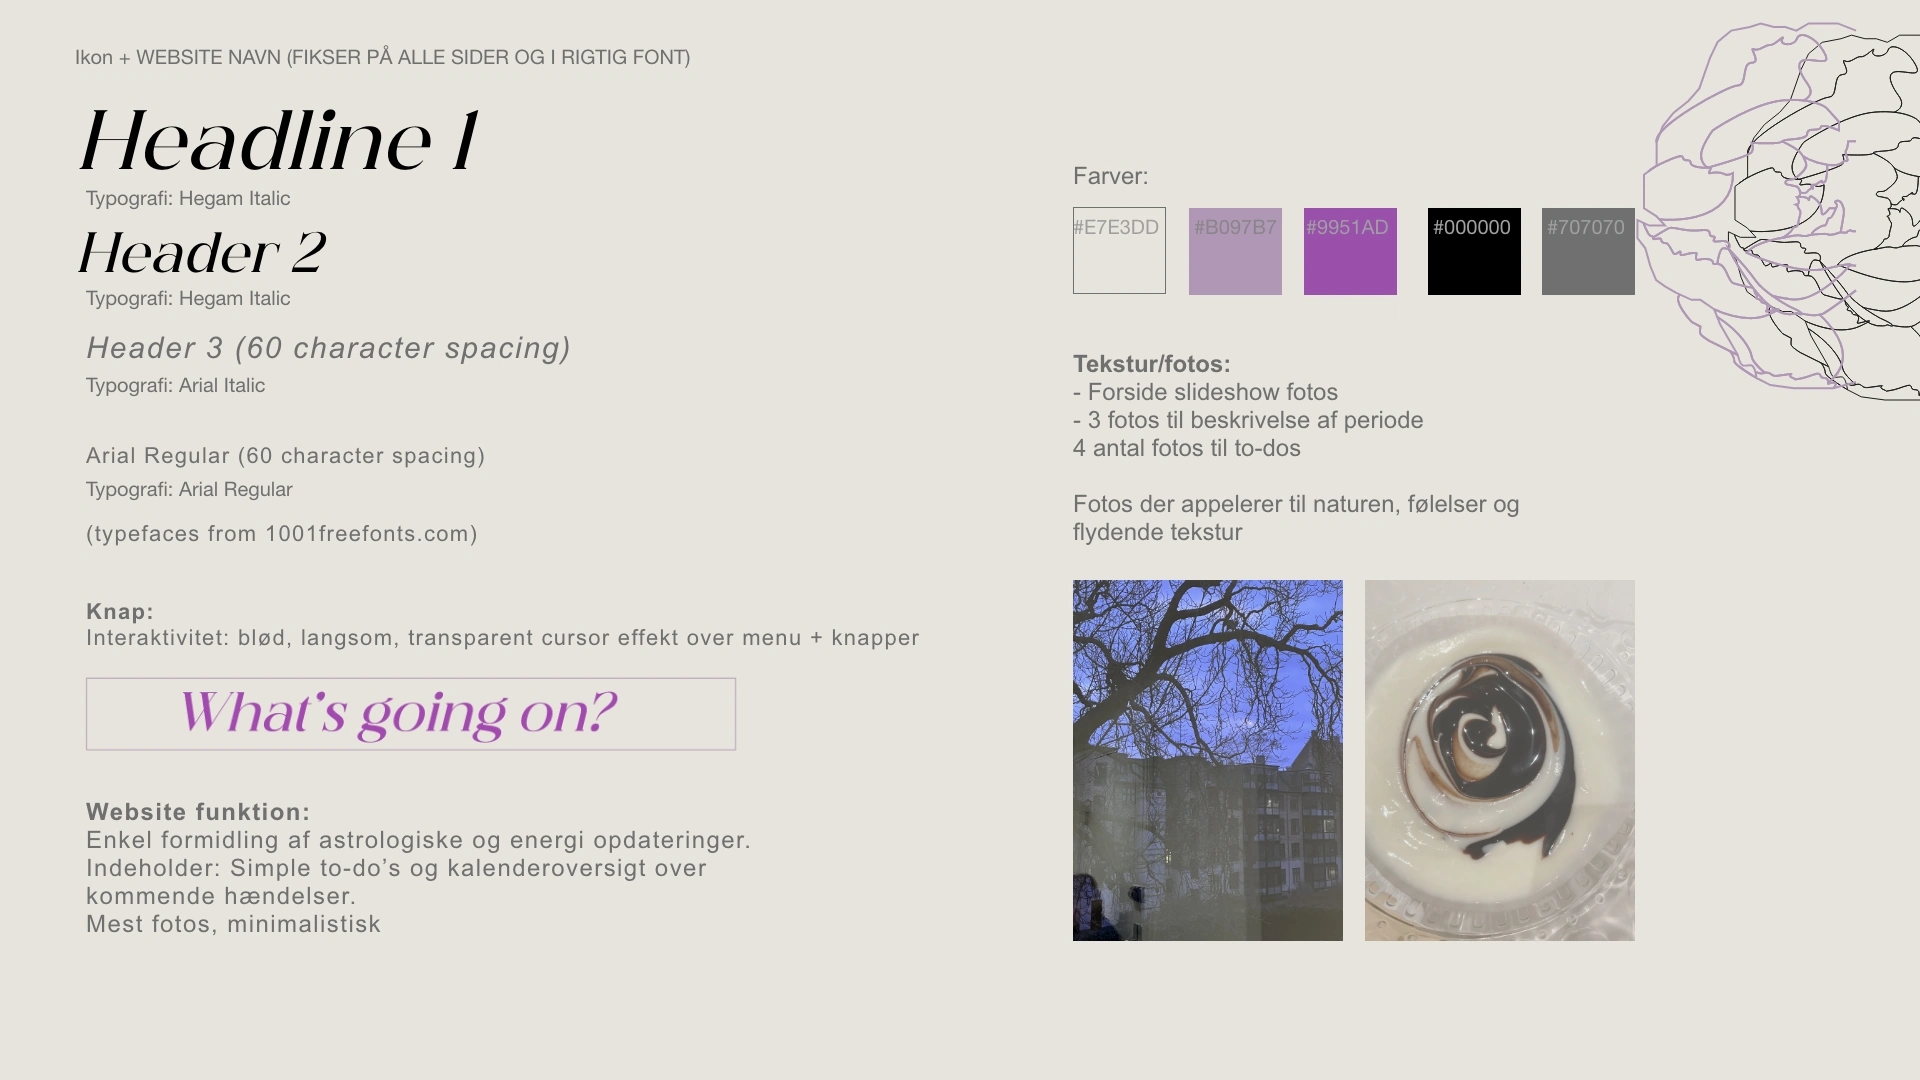 Ikon + WEBSITE NAVN (FIKSER PÅ ALLE SIDER OG I RIGTIG FONT)
Headline 1
Typografi: Hegam Italic
Header 2
Typografi: Hegam Italic
Header 3 (60 character spacing)
Typografi: Arial Italic
Arial Regular (60 character spacing)
Typografi: Arial Regular
(typefaces from 1001freefonts.com)
Knap:
Interaktivitet: blød, langsom, transparent cursor effekt over menu + knapper
What’s going on?
Website funktion:
Enkel formidling af astrologiske og energi opdateringer.
Indeholder: Simple to-do’s og kalenderoversigt over
kommende hændelser.
Mest fotos, minimalistisk
Farver:
#E7E3DD #B097B7 #9951AD #000000 #707070
Tekstur/fotos:
- Forside slideshow fotos
- 3 fotos til beskrivelse af periode
4 antal fotos til to-dos
Fotos der appelerer til naturen, følelser og
flydende tekstur